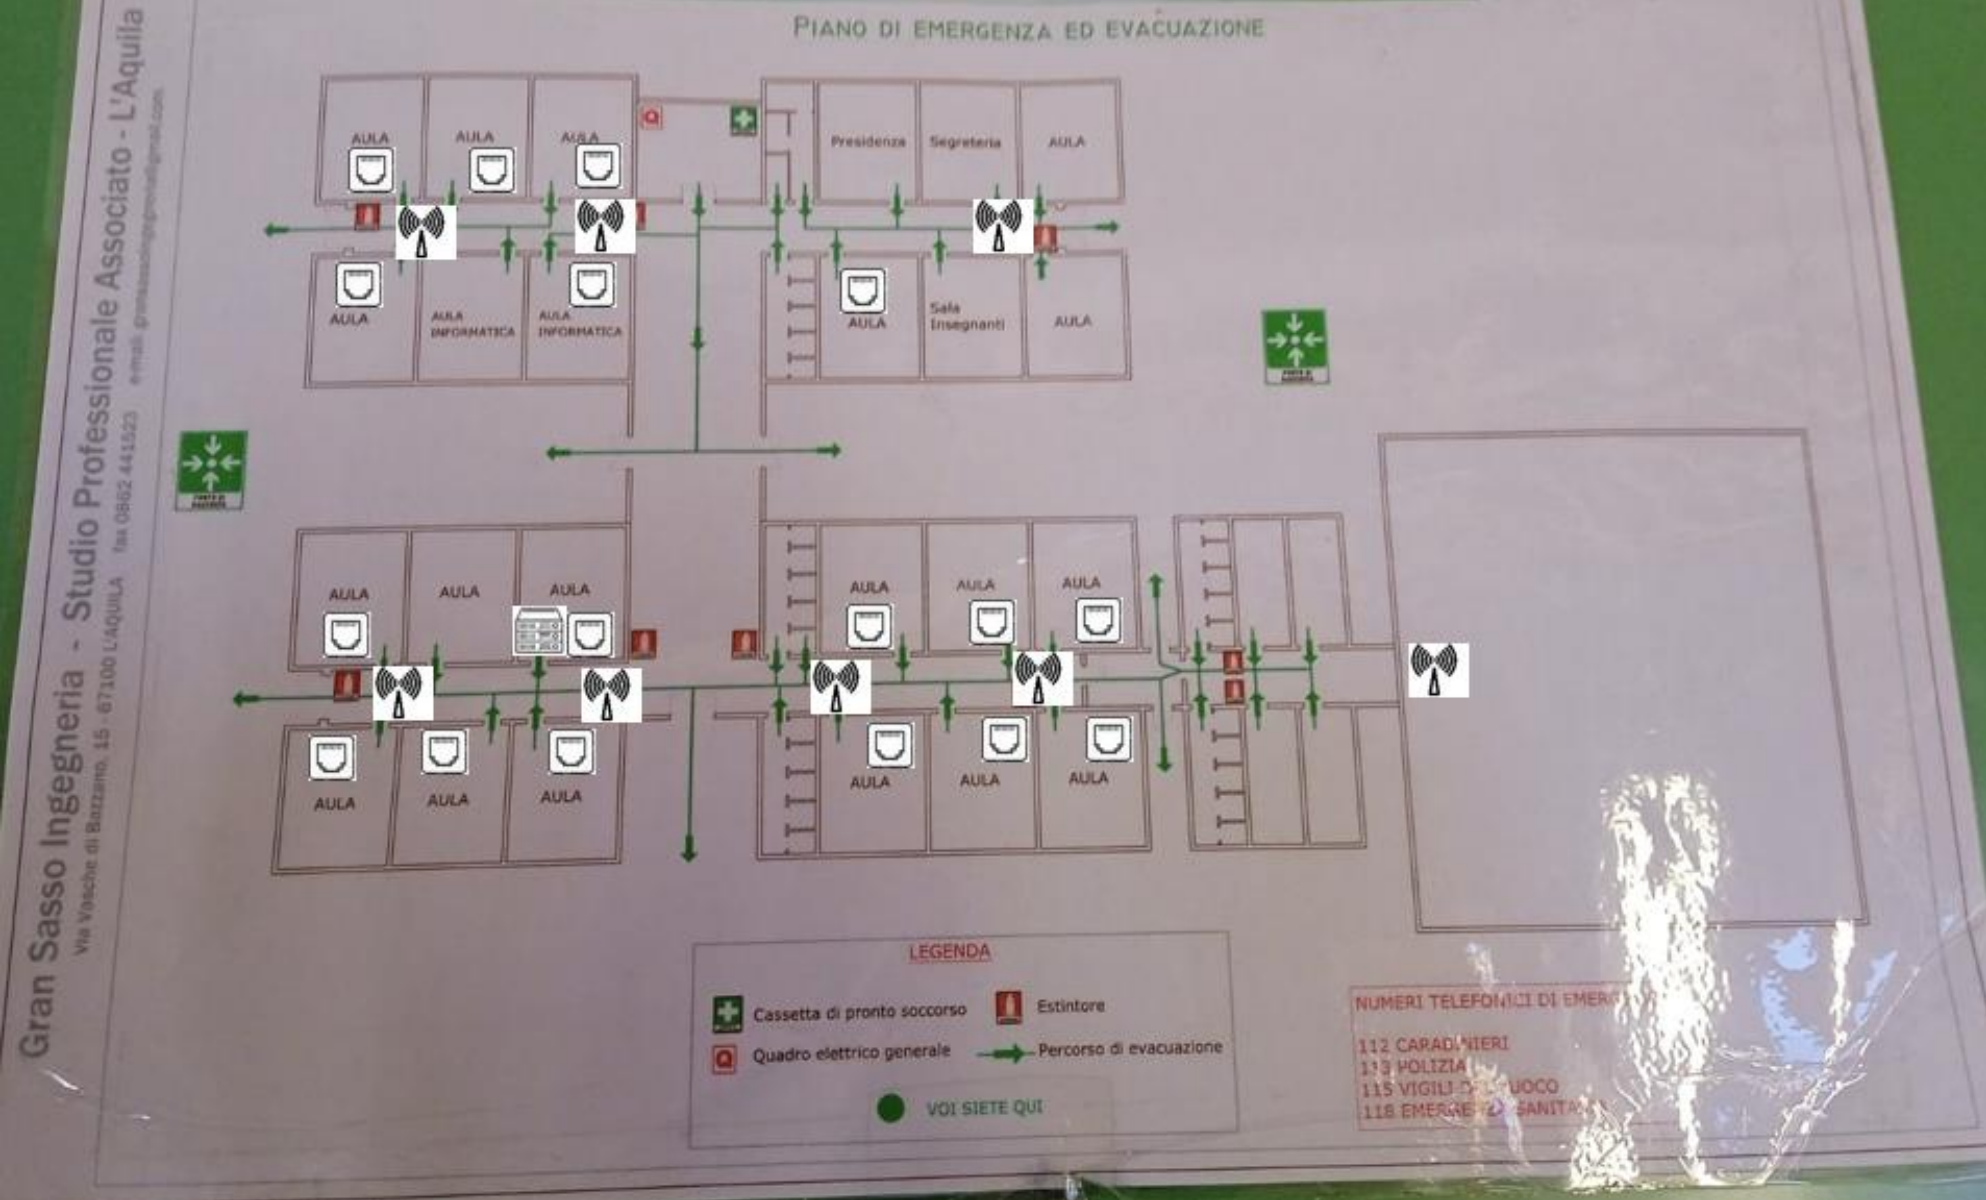 PIANO DI EMERGENZA ED EVACUAZIONE
Gran Sasso Ingegneria - Studio Professionale Associato - L'Aquila
Via Vasche di Bazzano, 15 - 67100 L'AQUILA fax 0862 441523
AULA
AULA
AULA
Q
Presidenza
Segreteria
AULA
AULA
AULA
INFORMATICA
AULA
INFORMATICA
AULA
Sala
Insegnanti
AULA
AULA
AULA
AULA
AULA
AULA
AULA
AULA
AULA
AULA
AULA
AULA
AULA
LEGENDA
Cassetta di pronto soccorso
Estintore
Q
Quadro elettrico generale
Percorso di evacuazione
VOI SIETE QUI
NUMERI TELEFONICI DI
112 CARABINIERI
113 POLIZIA
115 VIGILI
118